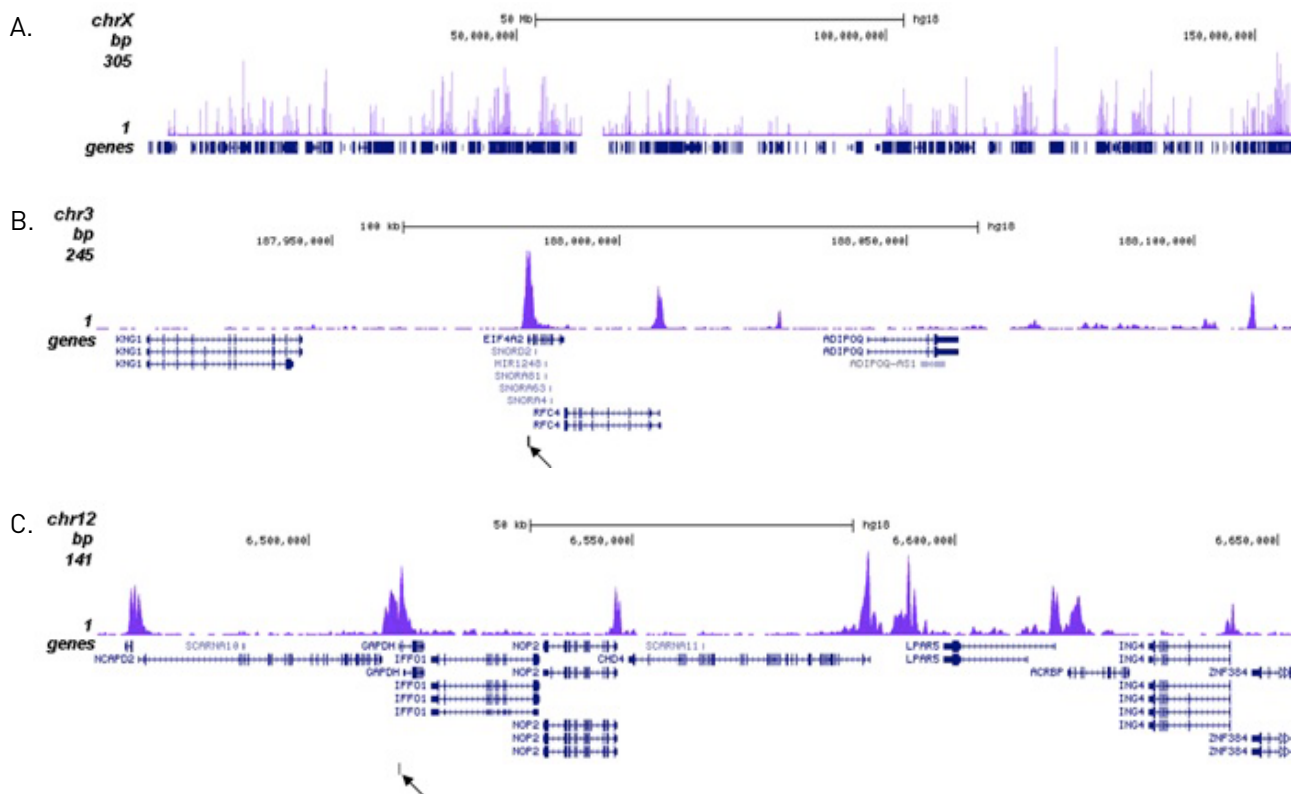 A.
chrX
50 Mb hg18
bp
50,000,000 100,000,000 150,000,000
305
1
genes
B.
chr3
100 kb hg18
bp
187,950,000 188,000,000 188,050,000 188,100,000
245
1
genes
KNG1 EIF4A2 ADIPOQ
KNG1 SNORD2 ADIPOQ
KNG1 MIR1248 ADIPOQ-AS1
SNORA81
SNORA63
SNORA4
RFC4
RFC4
C.
chr12
50 kb hg18
bp
6,500,000 6,550,000 6,600,000 6,650,000
141
1
genes
SCARNA10 GAPDH NOP2 SCARNA11 LPAR5 ING4
NCAPD2 IFFO1 NOP2 CHD4 LPAR5 ING4
GAPDH NOP2 ACRBP ZNF384
IFFO1 ING4
IFFO1 ING4
IFFO1 ING4
NOP2 ING4
NOP2 ZNF384
NOP2 ZNF384